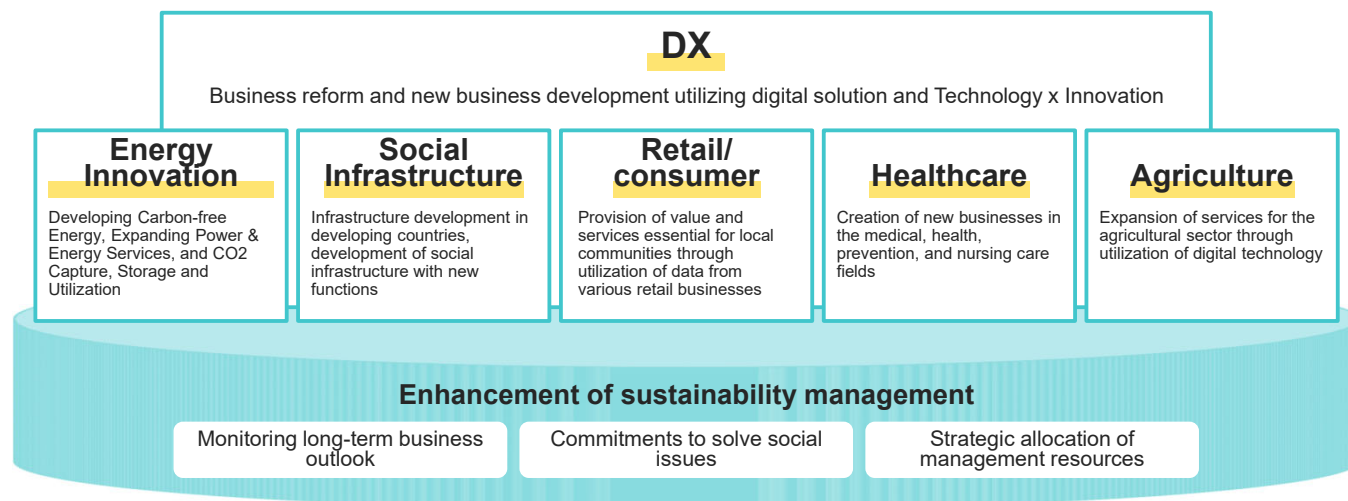 DX
Business reform and new business development utilizing digital solution and Technology x Innovation
Energy
Innovation
Developing Carbon-free
Energy, Expanding Power &
Energy Services, and CO2
Capture, Storage and
Utilization
Social
Infrastructure
Infrastructure development in
developing countries,
development of social
infrastructure with new
functions
Retail/
consumer
Provision of value and
services essential for local
communities through
utilization of data from
various retail businesses
Healthcare
Creation of new businesses in
the medical, health,
prevention, and nursing care
fields
Agriculture
Expansion of services for the
agricultural sector through
utilization of digital technology
Enhancement of sustainability management
Monitoring long-term business
outlook
Commitments to solve social
issues
Strategic allocation of
management resources